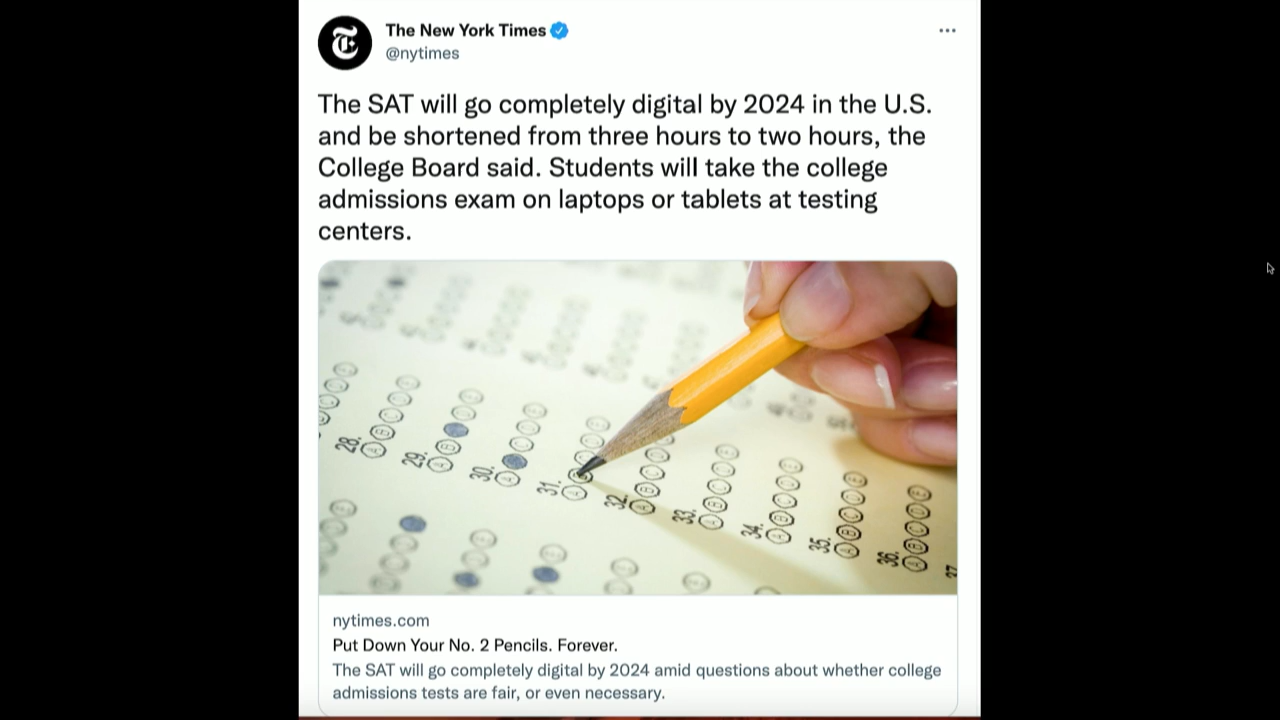 The New York Times
@nytimes
The SAT will go completely digital by 2024 in the U.S.
and be shortened from three hours to two hours, the
College Board said. Students will take the college
admissions exam on laptops or tablets at testing
centers.
28.
29.
30.
31.
32.
33.
34.
35.
36.
37
nytimes.com
Put Down Your No. 2 Pencils. Forever.
The SAT will go completely digital by 2024 amid questions about whether college
admissions tests are fair, or even necessary.